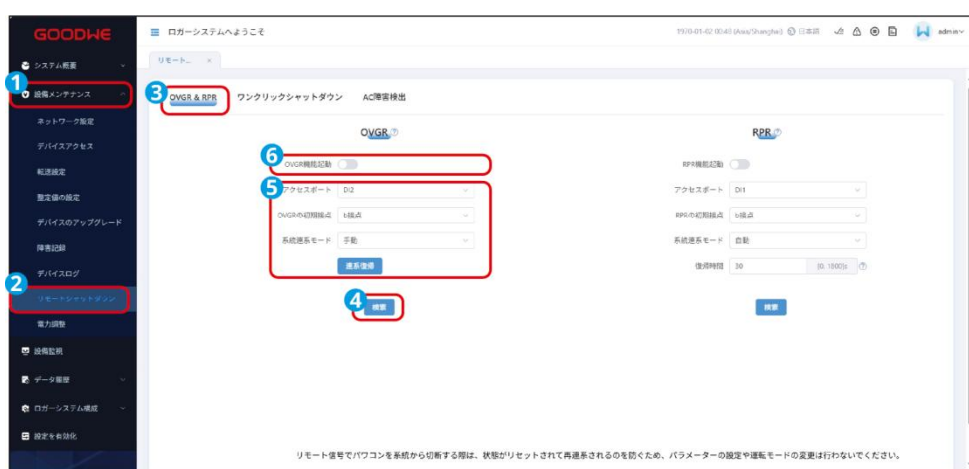 GOODWE
ロガーシステムへようこそ
1970-01-02 00:40 (Asia/Shanghai)
日本語
admin
システム概要
リモート...
×
1
設備メンテナンス
3
OVGR & RPR
ワンクリックシャットダウン
AC障害検出
ネットワーク設定
デバイスアクセス
転送設定
整定値の設定
デバイスのアップグレード
障害記録
デバイスログ
2
リモートシャットダウン
電力調整
設備監視
データ履歴
ロガーシステム構成
設定を有効化
OVGR
6
OVGR機能起動
5
アクセスポート DI2
OVGRの初期接点 b接点
系統連系モード 手動
連系復帰
4
検索
RPR
RPR機能起動
アクセスポート DI1
RPRの初期接点 b接点
系統連系モード 自動
復帰時間 30 [0, 1800]s
検索
リモート信号でパワコンを系統から切断する際は、状態がリセットされて再連系されるのを防ぐため、パラメーターの設定や運転モードの変更は行わないでください。